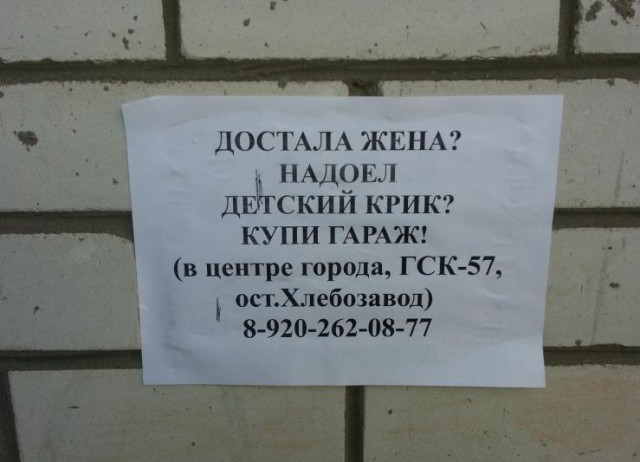 ДОСТАЛА ЖЕНА?
НАДОЕЛ
ДЕТСКИЙ КРИК?
КУПИ ГАРАЖ!
(в центре города, ГСК-57,
ост.Хлебозавод)
8-920-262-08-77